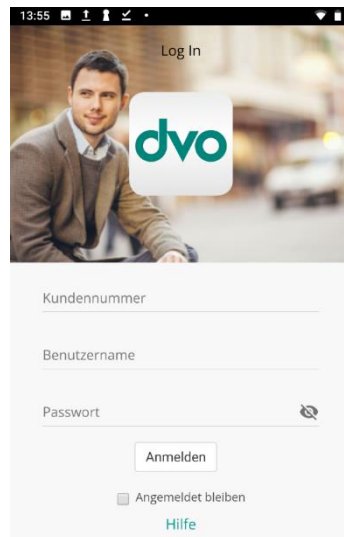 13:55
Log In
dvo
Kundennummer
Benutzername
Passwort
Anmelden
Angemeldet bleiben
Hilfe